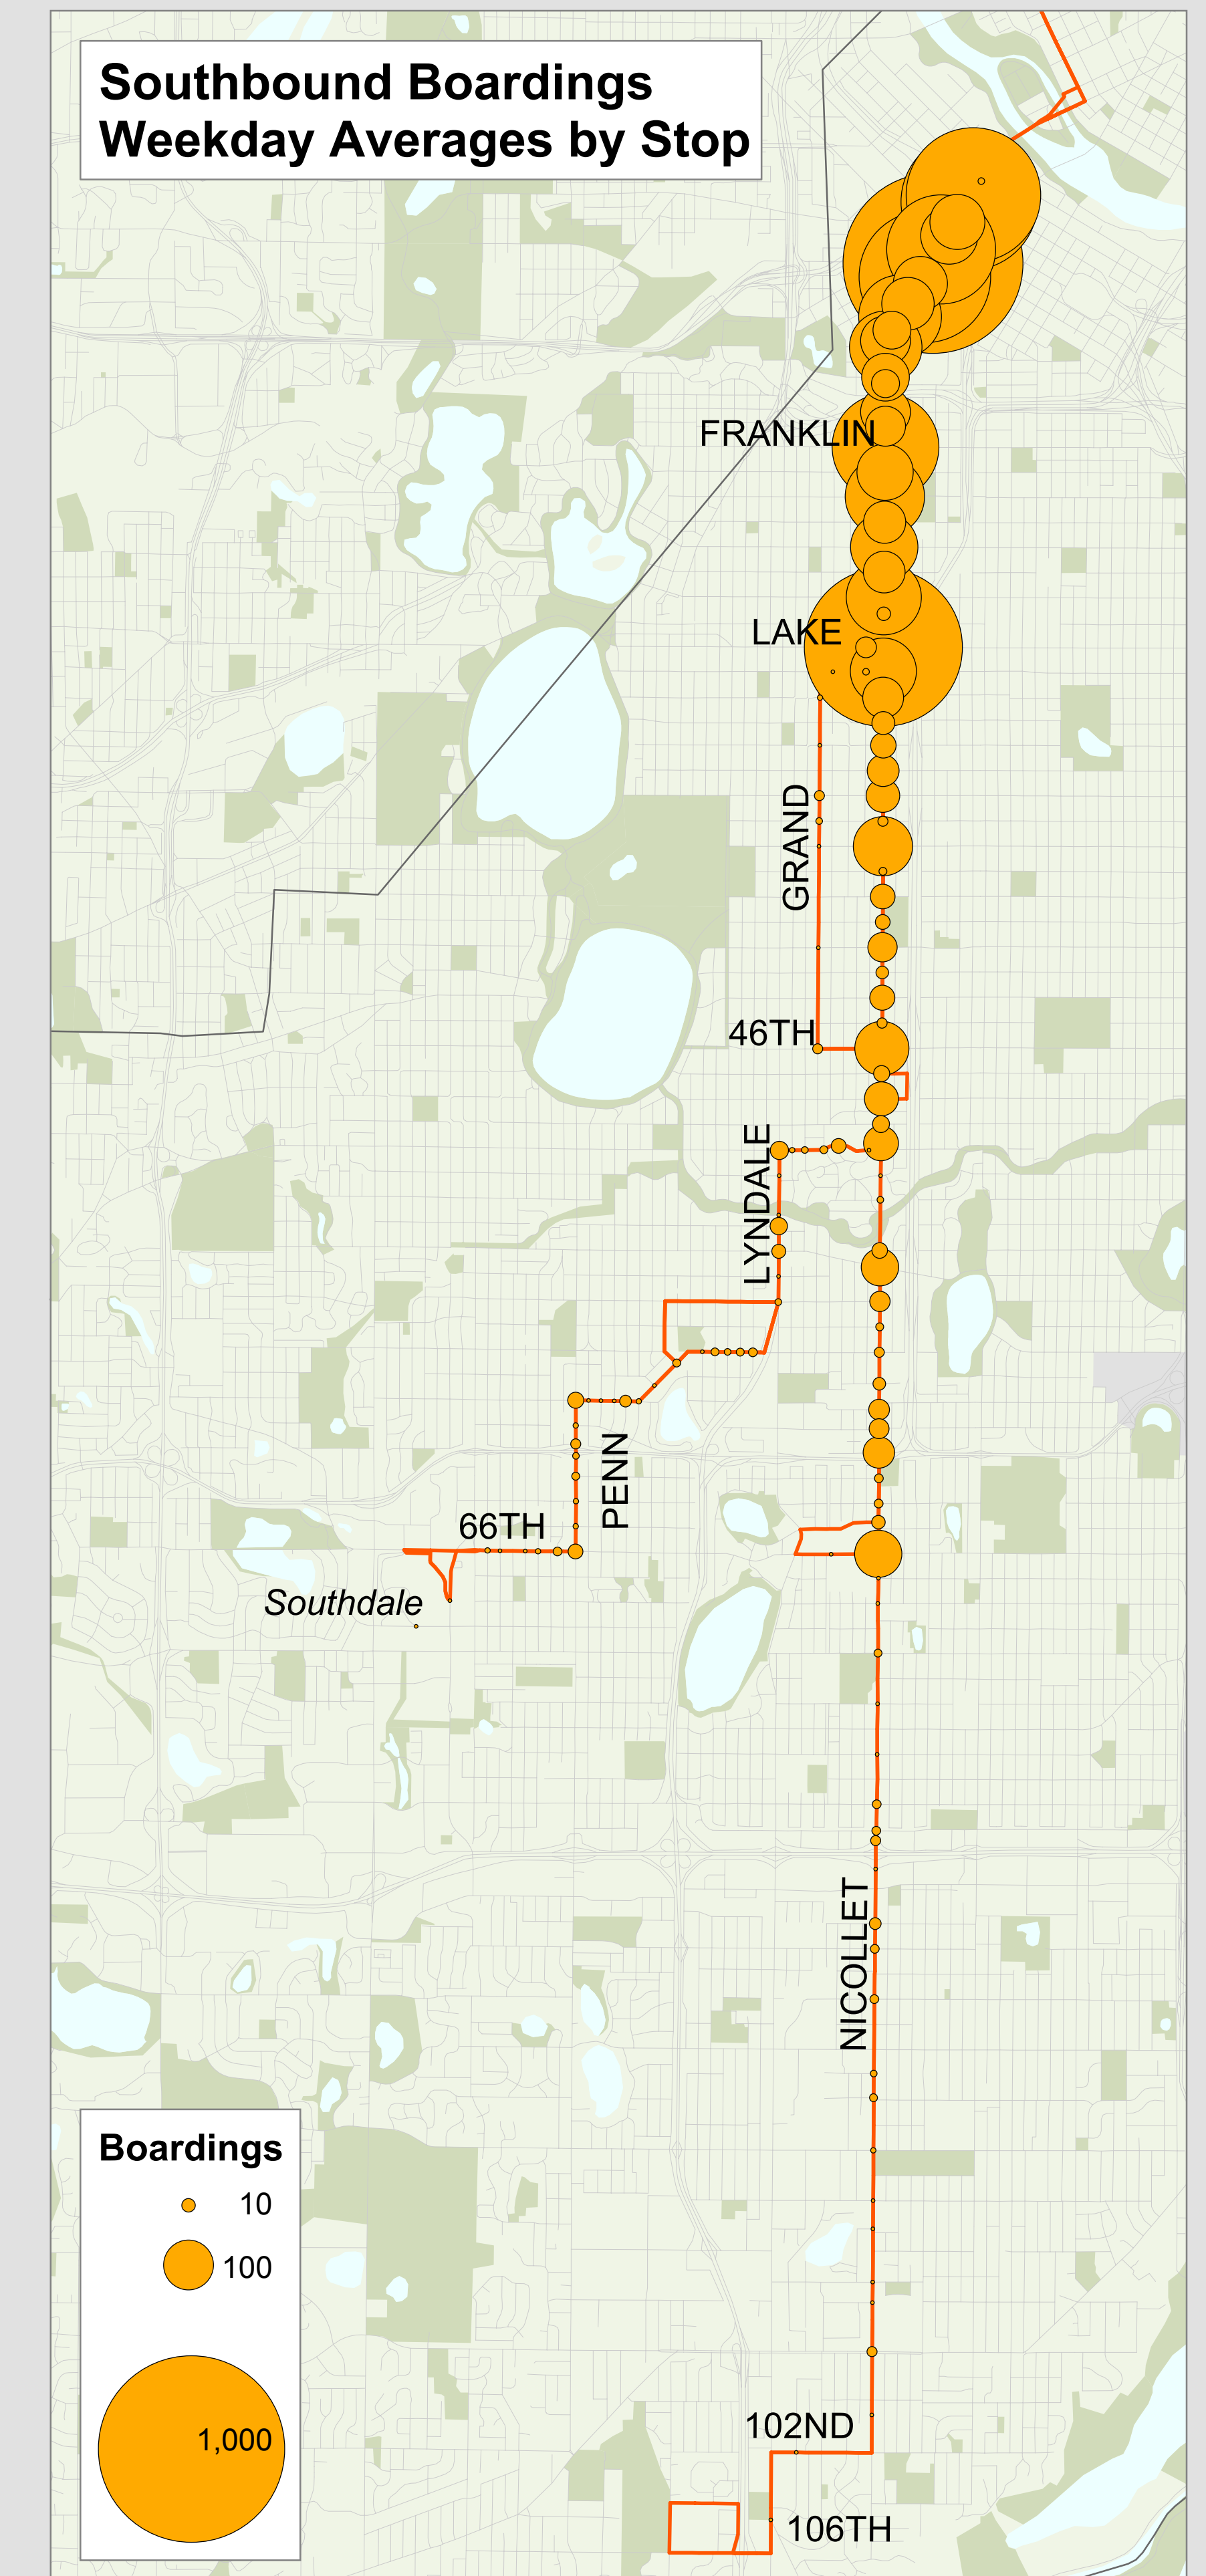 Southbound Boardings
Weekday Averages by Stop
FRANKLIN
LAKE
GRAND
46TH
LYNDALE
PENN
66TH
Southdale
NICOLLET
Boardings
10
100
1,000
102ND
106TH